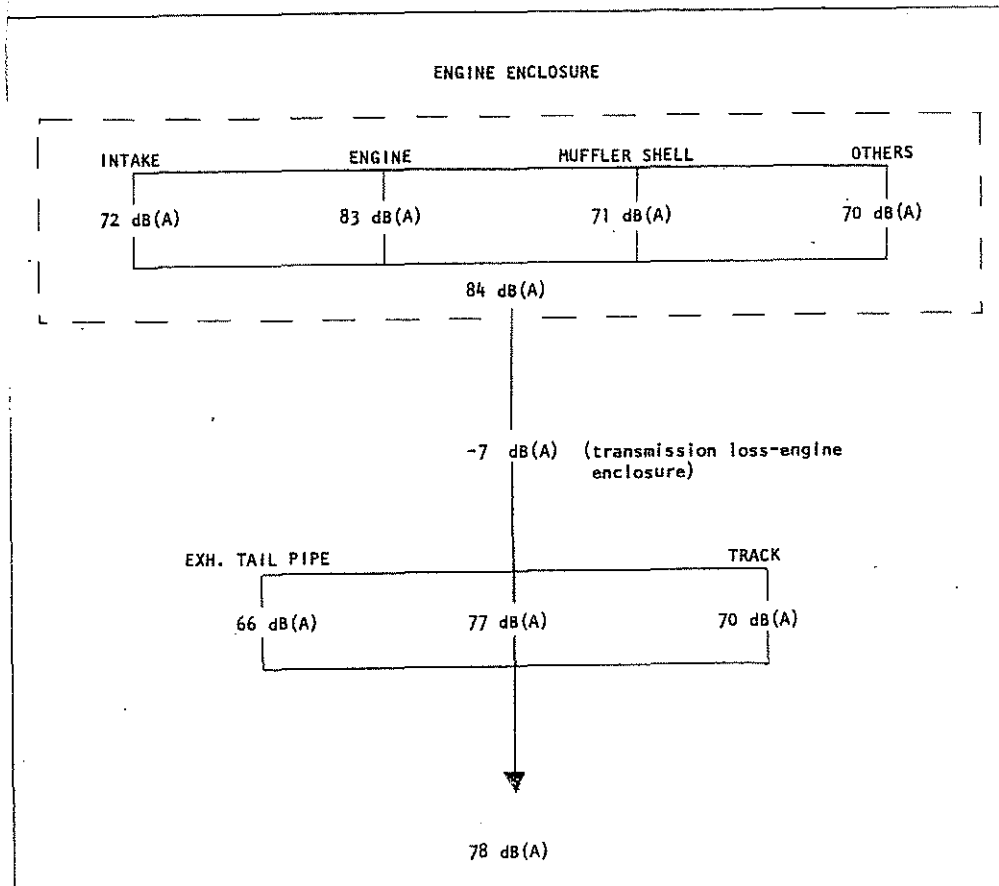 ENGINE ENCLOSURE
INTAKE ENGINE MUFFLER SHELL OTHERS
72 dB(A) 83 dB(A) 71 dB(A) 70 dB(A)
84 dB(A)
-7 dB(A) (transmission loss-engine
enclosure)
EXH. TAIL PIPE TRACK
66 dB(A) 77 dB(A) 70 dB(A)
78 dB(A)